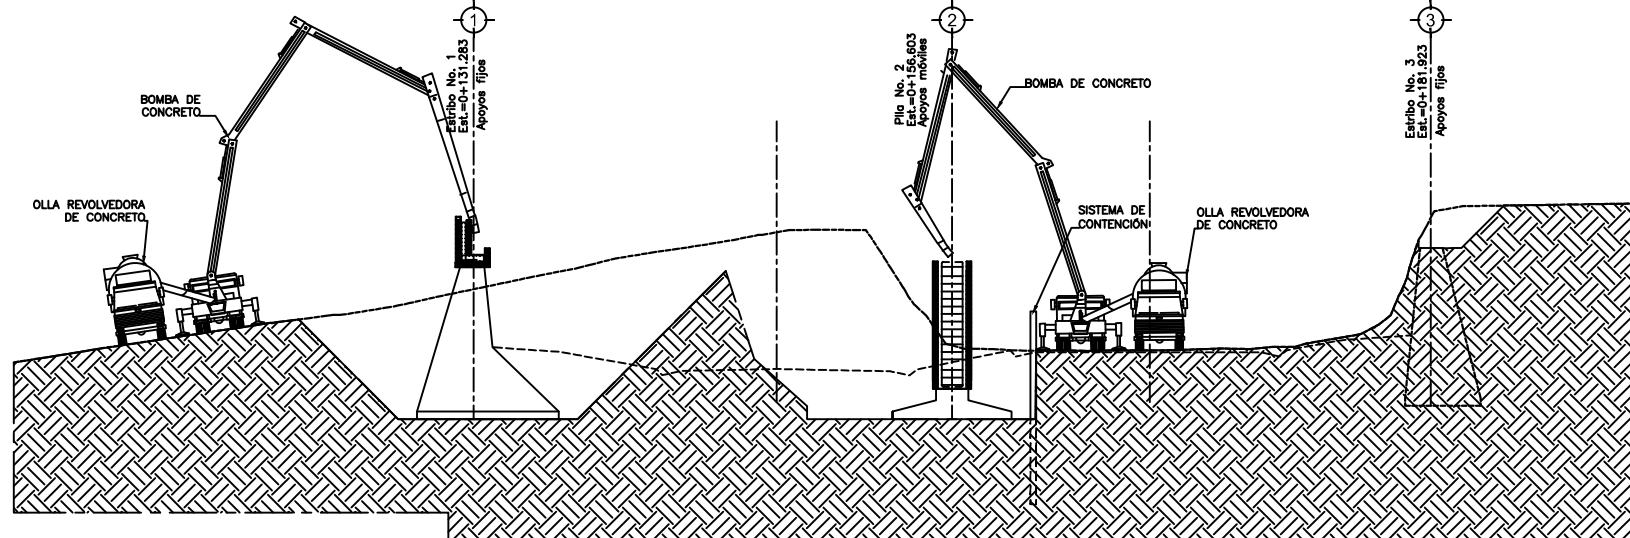 1
2
3
Estribo No. 1
Est.=0+131.283
Apoyos fijos
Pila No. 2
Est.=0+156.603
Apoyos móviles
Estribo No. 3
Est.=0+181.923
Apoyos fijos
BOMBA DE
CONCRETO
BOMBA DE CONCRETO
OLLA REVOLVEDORA
DE CONCRETO
SISTEMA DE
CONTENCIÓN
OLLA REVOLVEDORA
DE CONCRETO